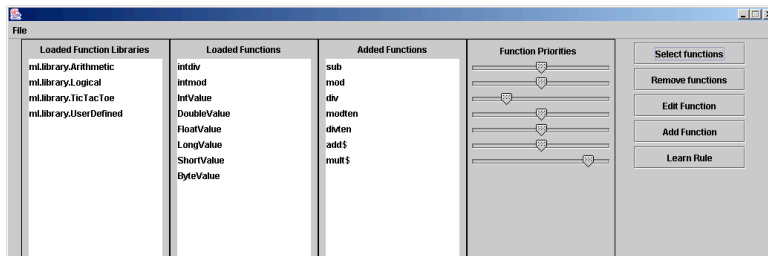 File
Loaded Function Libraries
ml.library.Arithmetic
ml.library.Logical
ml.library.TicTacToe
ml.library.UserDefined
Loaded Functions
intdiv
intmod
IntValue
DoubleValue
FloatValue
LongValue
ShortValue
ByteValue
Added Functions
sub
mod
div
modten
divten
add$
mult$
Function Priorities
Select functions
Remove functions
Edit Function
Add Function
Learn Rule